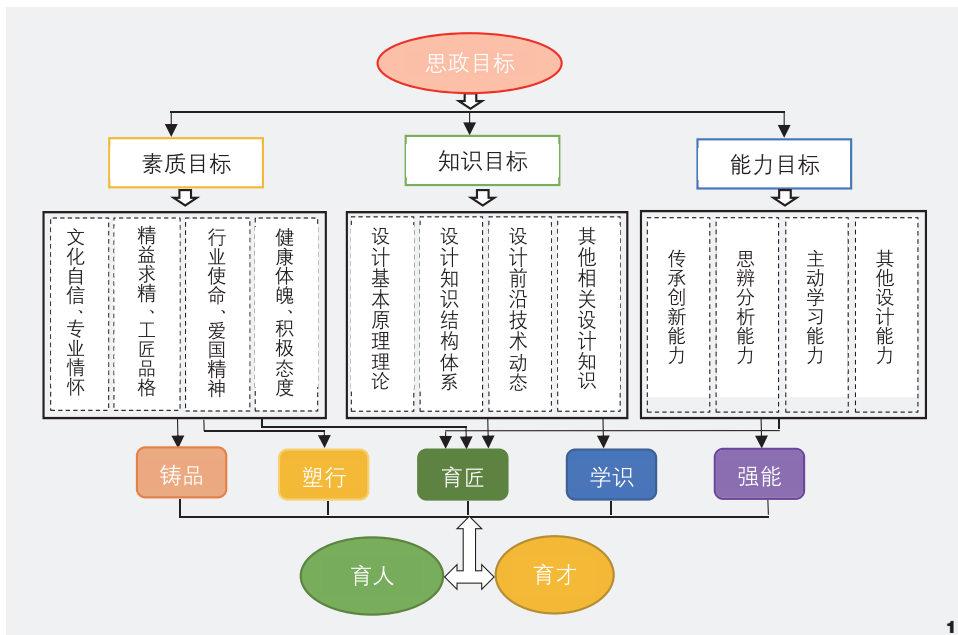 思政目标
素质目标
知识目标
能力目标
文化自信、专业情怀
精益求精、工匠品格
行业使命、爱国精神
健康体魄、积极态度
设计基本原理理论
设计知识结构体系
设计前沿技术动态
其他相关设计知识
传承创新能力
思辨分析能力
主动学习能力
其他设计能力
铸品
塑行
育匠
学识
强能
育人
育才
1